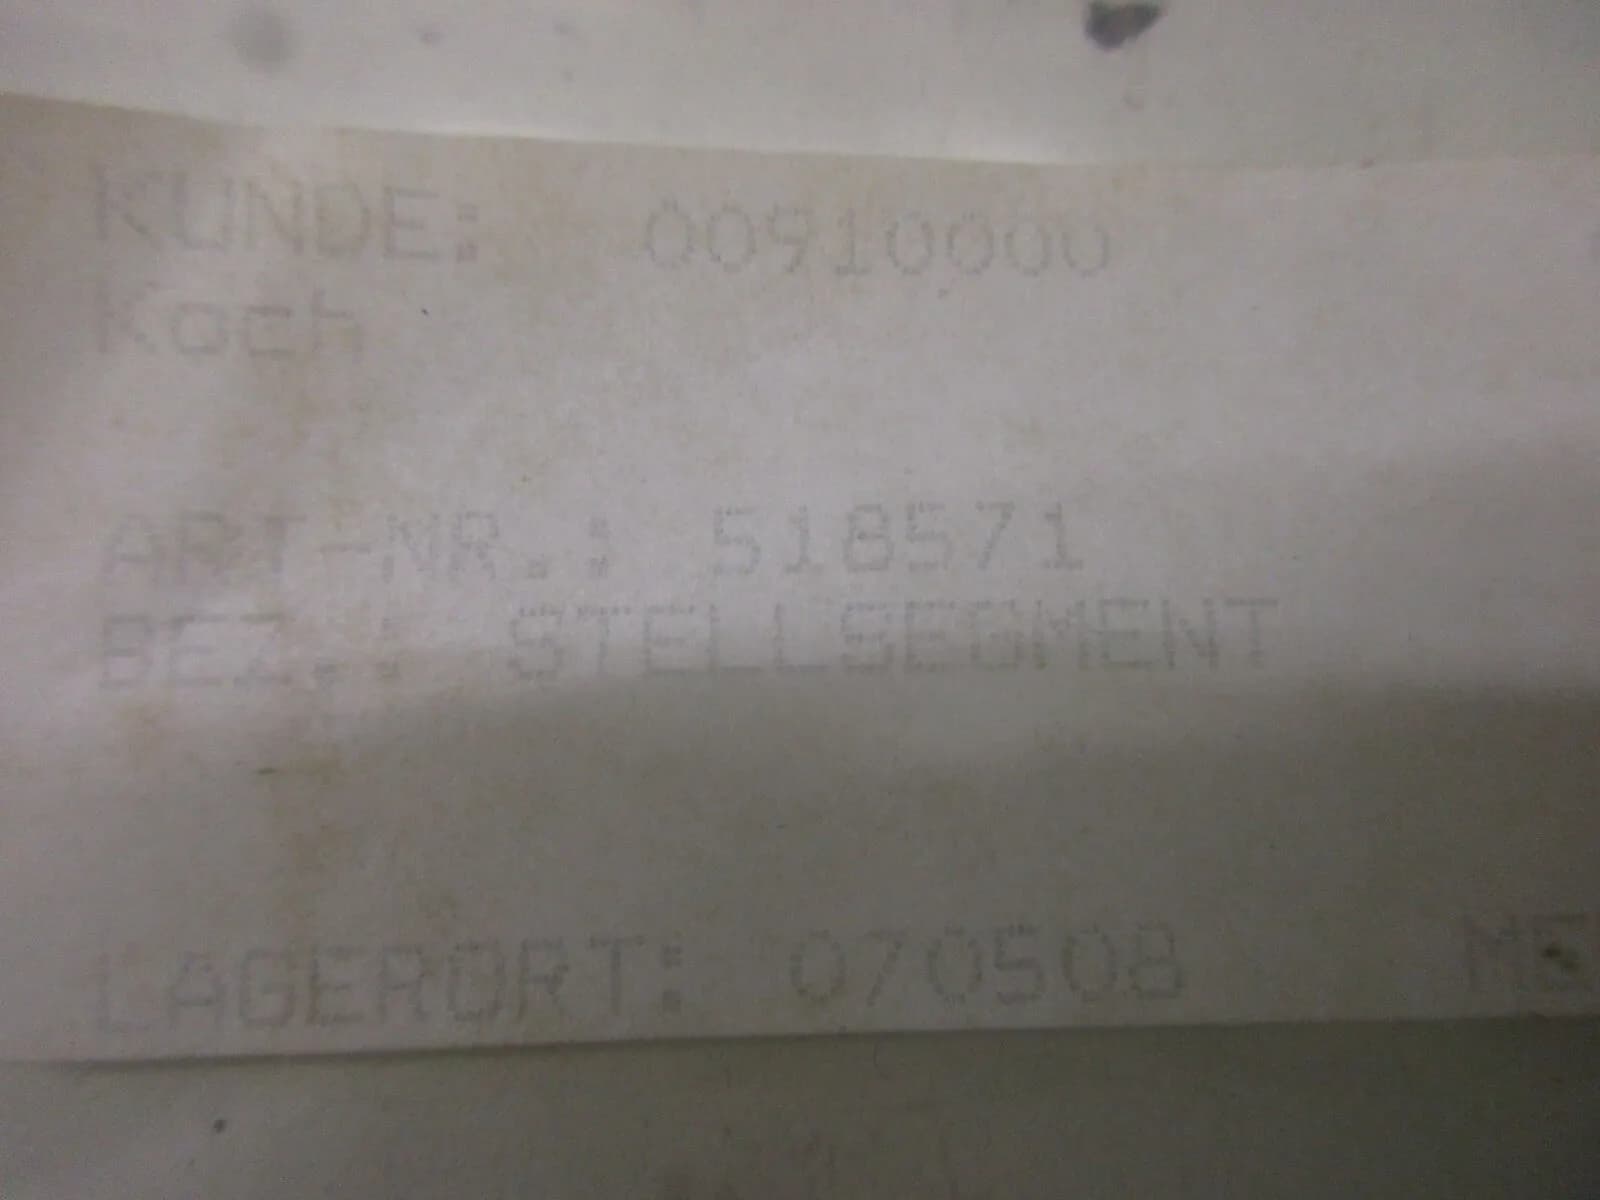 KUNDE: 00910000
Koch
ART-NR.: 518571
BEZ.: STELLSEGMENT
LAGERORT: 070508